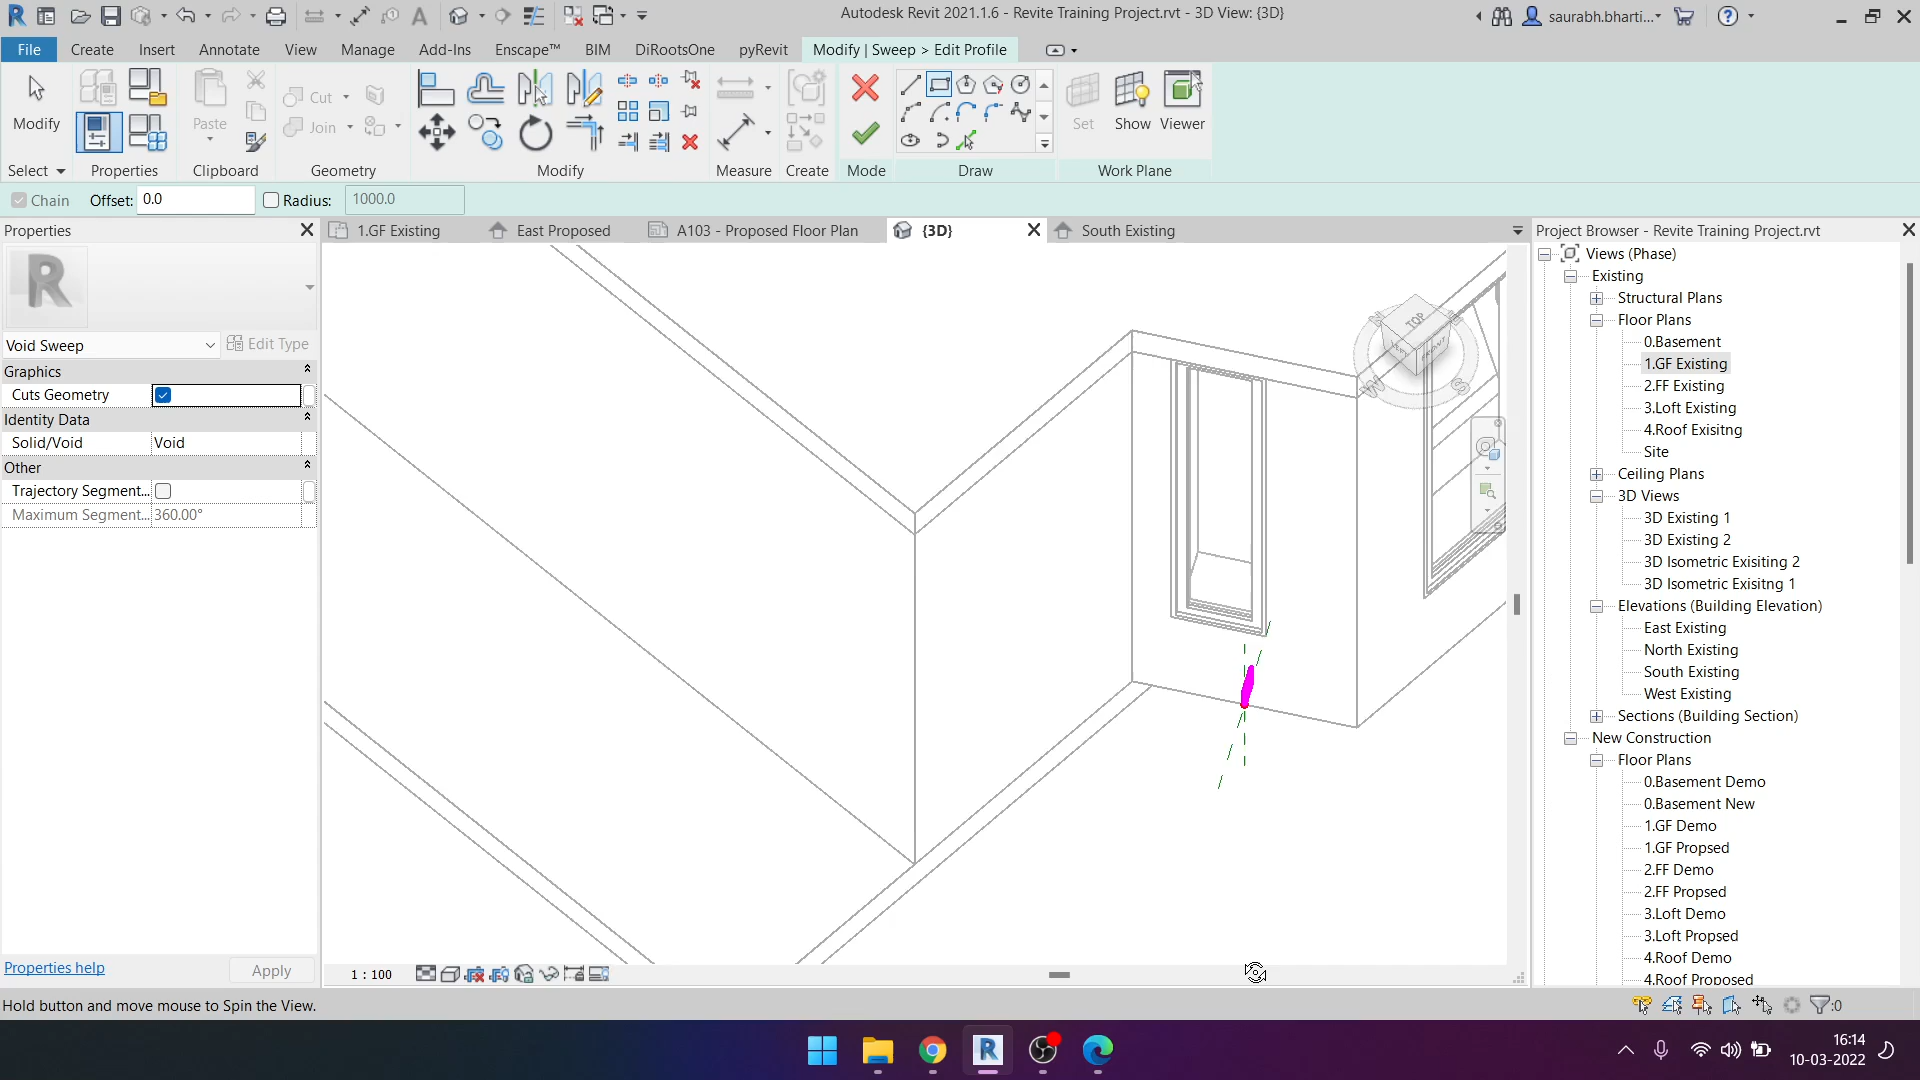 Autodesk Revit 2021.1.6 - Revite Training Project.rvt - 3D View: {3D}
saurabh.bharti...
File
Create
Insert
Annotate
View
Manage
Add-Ins
Enscape™
BIM
DiRootsOne
pyRevit
Modify | Sweep > Edit Profile
Modify
Paste
Cut
Join
Set
Show
Viewer
Select
Properties
Clipboard
Geometry
Modify
Measure
Create
Mode
Draw
Work Plane
Chain
Offset:
0.0
Radius:
1000.0
Properties
1.GF Existing
East Proposed
A103 - Proposed Floor Plan
{3D}
South Existing
Project Browser - Revite Training Project.rvt
Void Sweep
Edit Type
Graphics
Cuts Geometry
Identity Data
Solid/Void
Void
Other
Trajectory Segment...
Maximum Segment...
360.00°
Properties help
Apply
TOP
LEFT
FRONT
W
S
1 : 100
Views (Phase)
Existing
Structural Plans
Floor Plans
0.Basement
1.GF Existing
2.FF Existing
3.Loft Existing
4.Roof Exisitng
Site
Ceiling Plans
3D Views
3D Existing 1
3D Existing 2
3D Isometric Exisiting 2
3D Isometric Exisitng 1
Elevations (Building Elevation)
East Existing
North Existing
South Existing
West Existing
Sections (Building Section)
New Construction
Floor Plans
0.Basement Demo
0.Basement New
1.GF Demo
1.GF Propsed
2.FF Demo
2.FF Propsed
3.Loft Demo
3.Loft Propsed
4.Roof Demo
4.Roof Proposed
Hold button and move mouse to Spin the View.
:0
16:14
10-03-2022